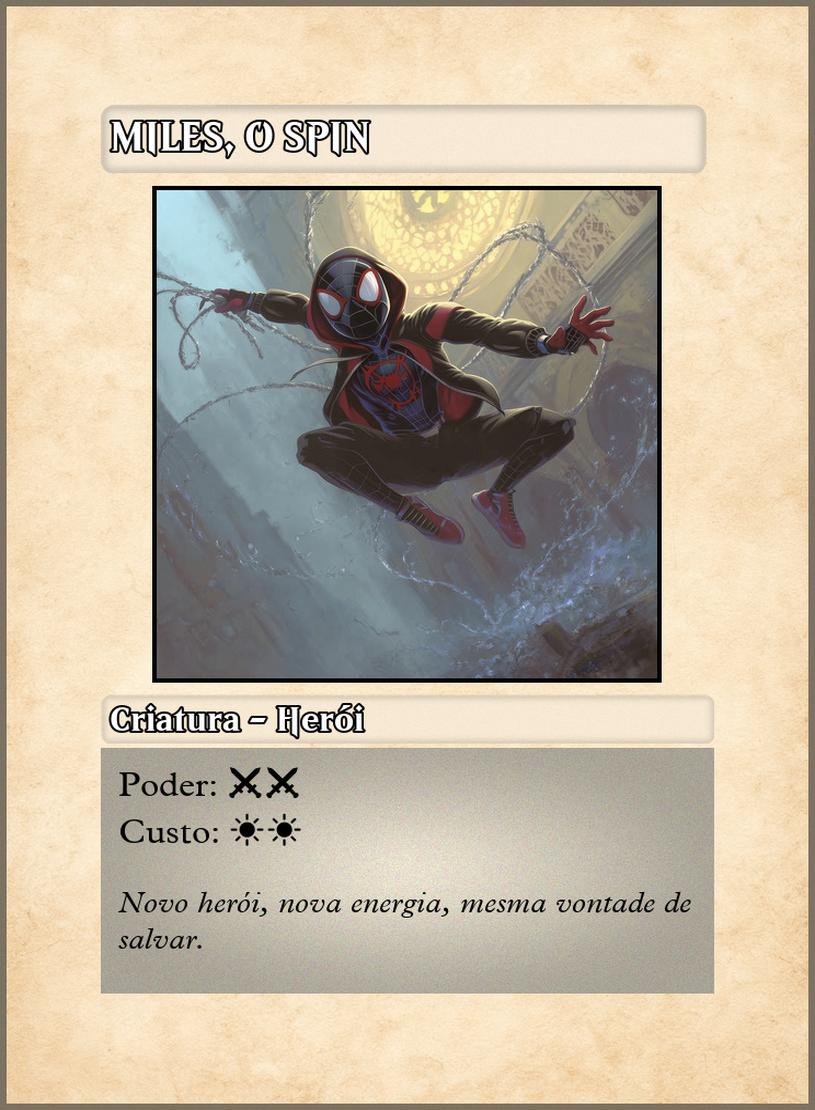 MILES, O SPIN
Criatura – Herói
Poder: ⚔⚔
Custo: ☀☀
Novo herói, nova energia, mesma vontade de
salvar.